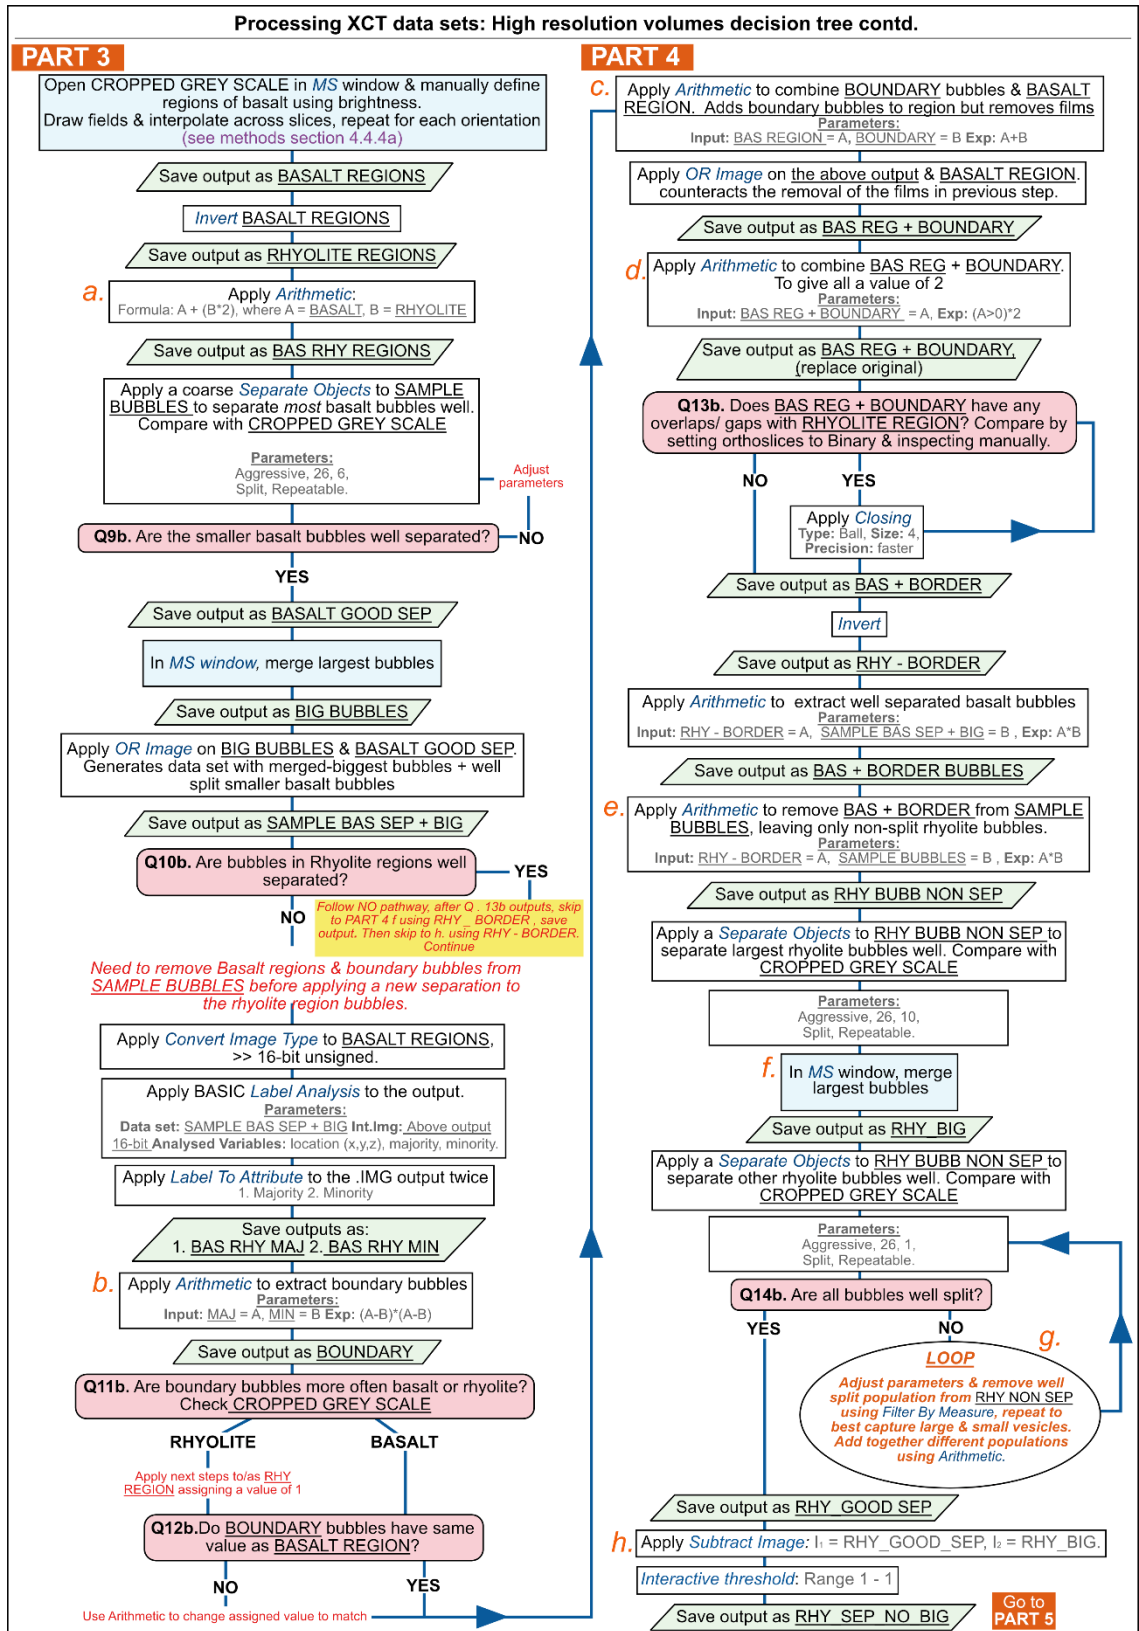 Processing XCT data sets: High resolution volumes decision tree contd.
PART 3
Open CROPPED GREY SCALE in MS window & manually define
regions of basalt using brightness.
Draw fields & interpolate across slices, repeat for each orientation
(see methods section 4.4.4a)
Save output as BASALT REGIONS
Invert BASALT REGIONS
Save output as RHYOLITE REGIONS
a.
Apply Arithmetic:
Formula: A + (B*2), where A = BASALT, B = RHYOLITE
Save output as BAS RHY REGIONS
Apply a coarse Separate Objects to SAMPLE
BUBBLES to separate most basalt bubbles well.
Compare with CROPPED GREY SCALE
Parameters:
Aggressive, 26, 6,
Split, Repeatable.
Adjust
parameters
Q9b. Are the smaller basalt bubbles well separated?
NO
YES
Save output as BASALT GOOD SEP
In MS window, merge largest bubbles
Save output as BIG BUBBLES
Apply OR Image on BIG BUBBLES & BASALT GOOD SEP.
Generates data set with merged-biggest bubbles + well
split smaller basalt bubbles
Save output as SAMPLE BAS SEP + BIG
Q10b. Are bubbles in Rhyolite regions well
separated?
YES
NO
Follow NO pathway, after Q . 13b outputs, skip
to PART 4 f using RHY _ BORDER , save
output. Then skip to h. using RHY - BORDER.
Continue
Need to remove Basalt regions & boundary bubbles from
SAMPLE BUBBLES before applying a new separation to
the rhyolite region bubbles.
Apply Convert Image Type to BASALT REGIONS,
>> 16-bit unsigned.
Apply BASIC Label Analysis to the output.
Parameters:
Data set: SAMPLE BAS SEP + BIG Int.Img: Above output
16-bit Analysed Variables: location (x,y,z), majority, minority.
Apply Label To Attribute to the .IMG output twice
1. Majority 2. Minority
Save outputs as:
1. BAS RHY MAJ 2. BAS RHY MIN
b.
Apply Arithmetic to extract boundary bubbles
Parameters:
Input: MAJ = A, MIN = B Exp: (A-B)*(A-B)
Save output as BOUNDARY
Q11b. Are boundary bubbles more often basalt or rhyolite?
Check CROPPED GREY SCALE
RHYOLITE
BASALT
Apply next steps to/as RHY
REGION assigning a value of 1
Q12b.Do BOUNDARY bubbles have same
value as BASALT REGION?
NO
YES
Use Arithmetic to change assigned value to match
PART 4
c.
Apply Arithmetic to combine BOUNDARY bubbles & BASALT
REGION. Adds boundary bubbles to region but removes films
Parameters:
Input: BAS REGION = A, BOUNDARY = B Exp: A+B
Apply OR Image on the above output & BASALT REGION.
counteracts the removal of the films in previous step.
Save output as BAS REG + BOUNDARY
d.
Apply Arithmetic to combine BAS REG + BOUNDARY.
To give all a value of 2
Parameters:
Input: BAS REG + BOUNDARY = A, Exp: (A>0)*2
Save output as BAS REG + BOUNDARY,
(replace original)
Q13b. Does BAS REG + BOUNDARY have any
overlaps/ gaps with RHYOLITE REGION? Compare by
setting orthoslices to Binary & inspecting manually.
NO
YES
Apply Closing
Type: Ball, Size: 4,
Precision: faster
Save output as BAS + BORDER
Invert
Save output as RHY - BORDER
Apply Arithmetic to extract well separated basalt bubbles
Parameters:
Input: RHY - BORDER = A, SAMPLE BAS SEP + BIG = B , Exp: A*B
Save output as BAS + BORDER BUBBLES
e.
Apply Arithmetic to remove BAS + BORDER from SAMPLE
BUBBLES, leaving only non-split rhyolite bubbles.
Parameters:
Input: RHY - BORDER = A, SAMPLE BUBBLES = B , Exp: A*B
Save output as RHY BUBB NON SEP
Apply a Separate Objects to RHY BUBB NON SEP to
separate largest rhyolite bubbles well. Compare with
CROPPED GREY SCALE
Parameters:
Aggressive, 26, 10,
Split, Repeatable.
f.
In MS window, merge
largest bubbles
Save output as RHY_BIG
Apply a Separate Objects to RHY BUBB NON SEP to
separate other rhyolite bubbles well. Compare with
CROPPED GREY SCALE
Parameters:
Aggressive, 26, 1,
Split, Repeatable.
Q14b. Are all bubbles well split?
YES
NO
g.
LOOP
Adjust parameters & remove well
split population from RHY NON SEP
using Filter By Measure, repeat to
best capture large & small vesicles.
Add together different populations
using Arithmetic.
Save output as RHY_GOOD SEP
h.
Apply Subtract Image: I₁ = RHY_GOOD_SEP, I₂ = RHY_BIG.
Interactive threshold: Range 1 - 1
Save output as RHY_SEP_NO_BIG
Go to
PART 5